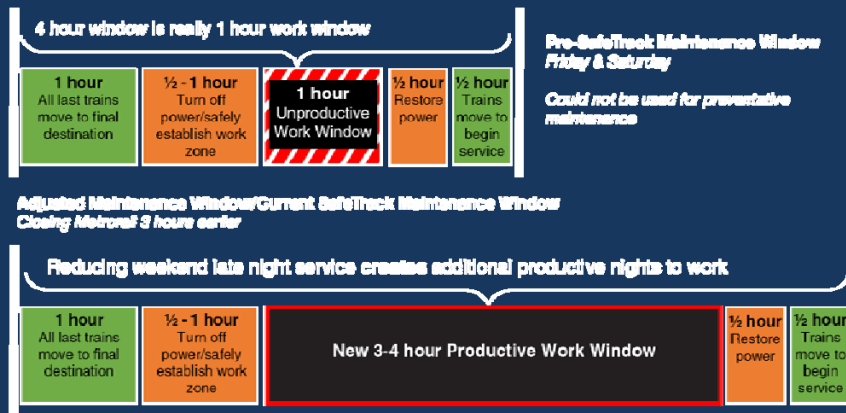 4 hour window is really 1 hour work window
Pre-SafeTrack Maintenance Window
Friday & Saturday
Could not be used for preventative
maintenance
1 hour
All last trains
move to final
destination
½ - 1 hour
Turn off
power/safely
establish work
zone
1 hour
Unproductive
Work Window
½ hour
Restore
power
½ hour
Trains
move to
begin
service
Adjusted Maintenance Window/Current SafeTrack Maintenance Window
Closing Metrorail 3 hours earlier
Reducing weekend late night service creates additional productive nights to work
1 hour
All last trains
move to final
destination
½ - 1 hour
Turn off
power/safely
establish work
zone
New 3-4 hour Productive Work Window
½ hour
Restore
power
½ hour
Trains
move to
begin
service